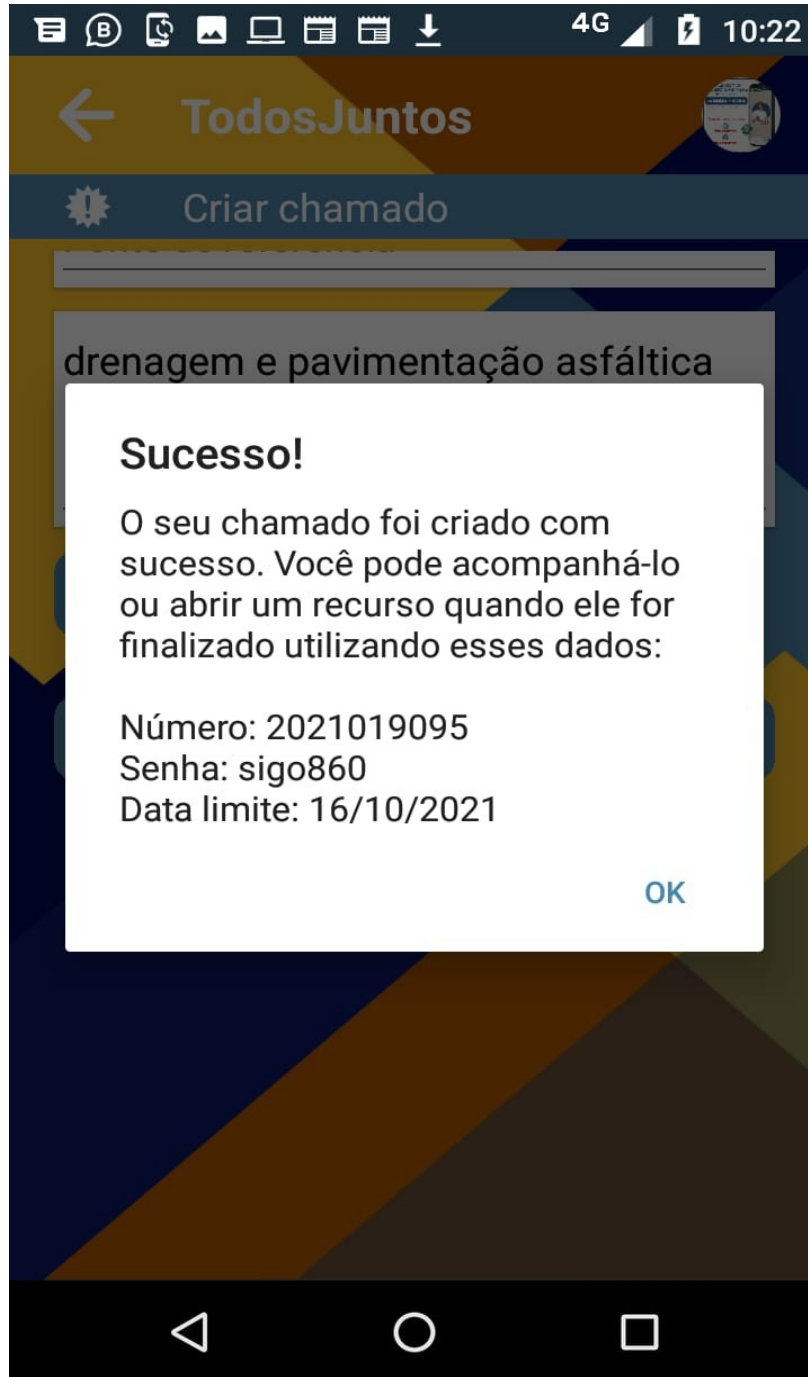 4G 10:22
TodosJuntos
Criar chamado
drenagem e pavimentação asfáltica
Sucesso!
O seu chamado foi criado com
sucesso. Você pode acompanhá-lo
ou abrir um recurso quando ele for
finalizado utilizando esses dados:
Número: 2021019095
Senha: sigo860
Data limite: 16/10/2021
OK